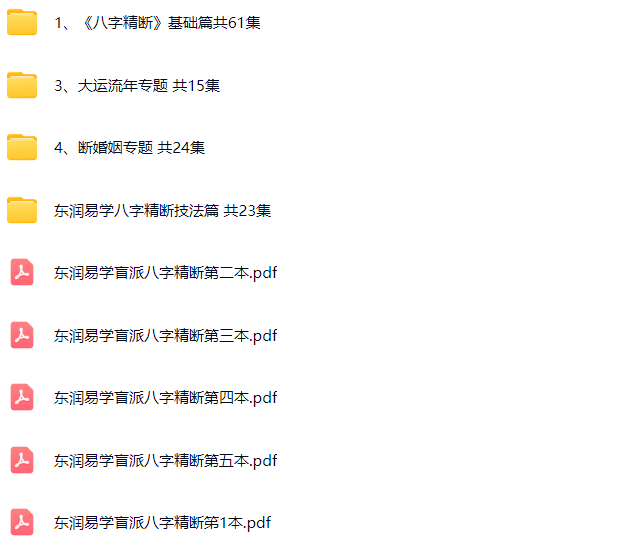 1、《八字精断》基础篇共61集
3、大运流年专题 共15集
4、断婚姻专题 共24集
东润易学八字精断技法篇 共23集
东润易学盲派八字精断第二本.pdf
东润易学盲派八字精断第三本.pdf
东润易学盲派八字精断第四本.pdf
东润易学盲派八字精断第五本.pdf
东润易学盲派八字精断第1本.pdf